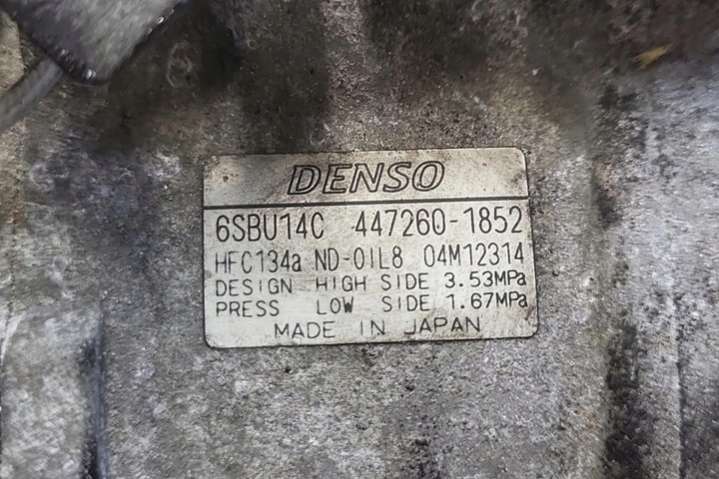 DENSO
6SBU14C 447260-1852
HFC134a ND-OIL8 04M12314
DESIGN HIGH SIDE 3.53MPa
PRESS LOW SIDE 1.67MPa
MADE IN JAPAN